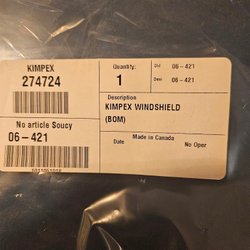 KIMPEX
274724
Quantity:
1
Old 06-421
06-421
Description
KIMPEX WINDSHIELD
(BOM)
No article Soucy
06-421
Made in Canada
Date
No Oper